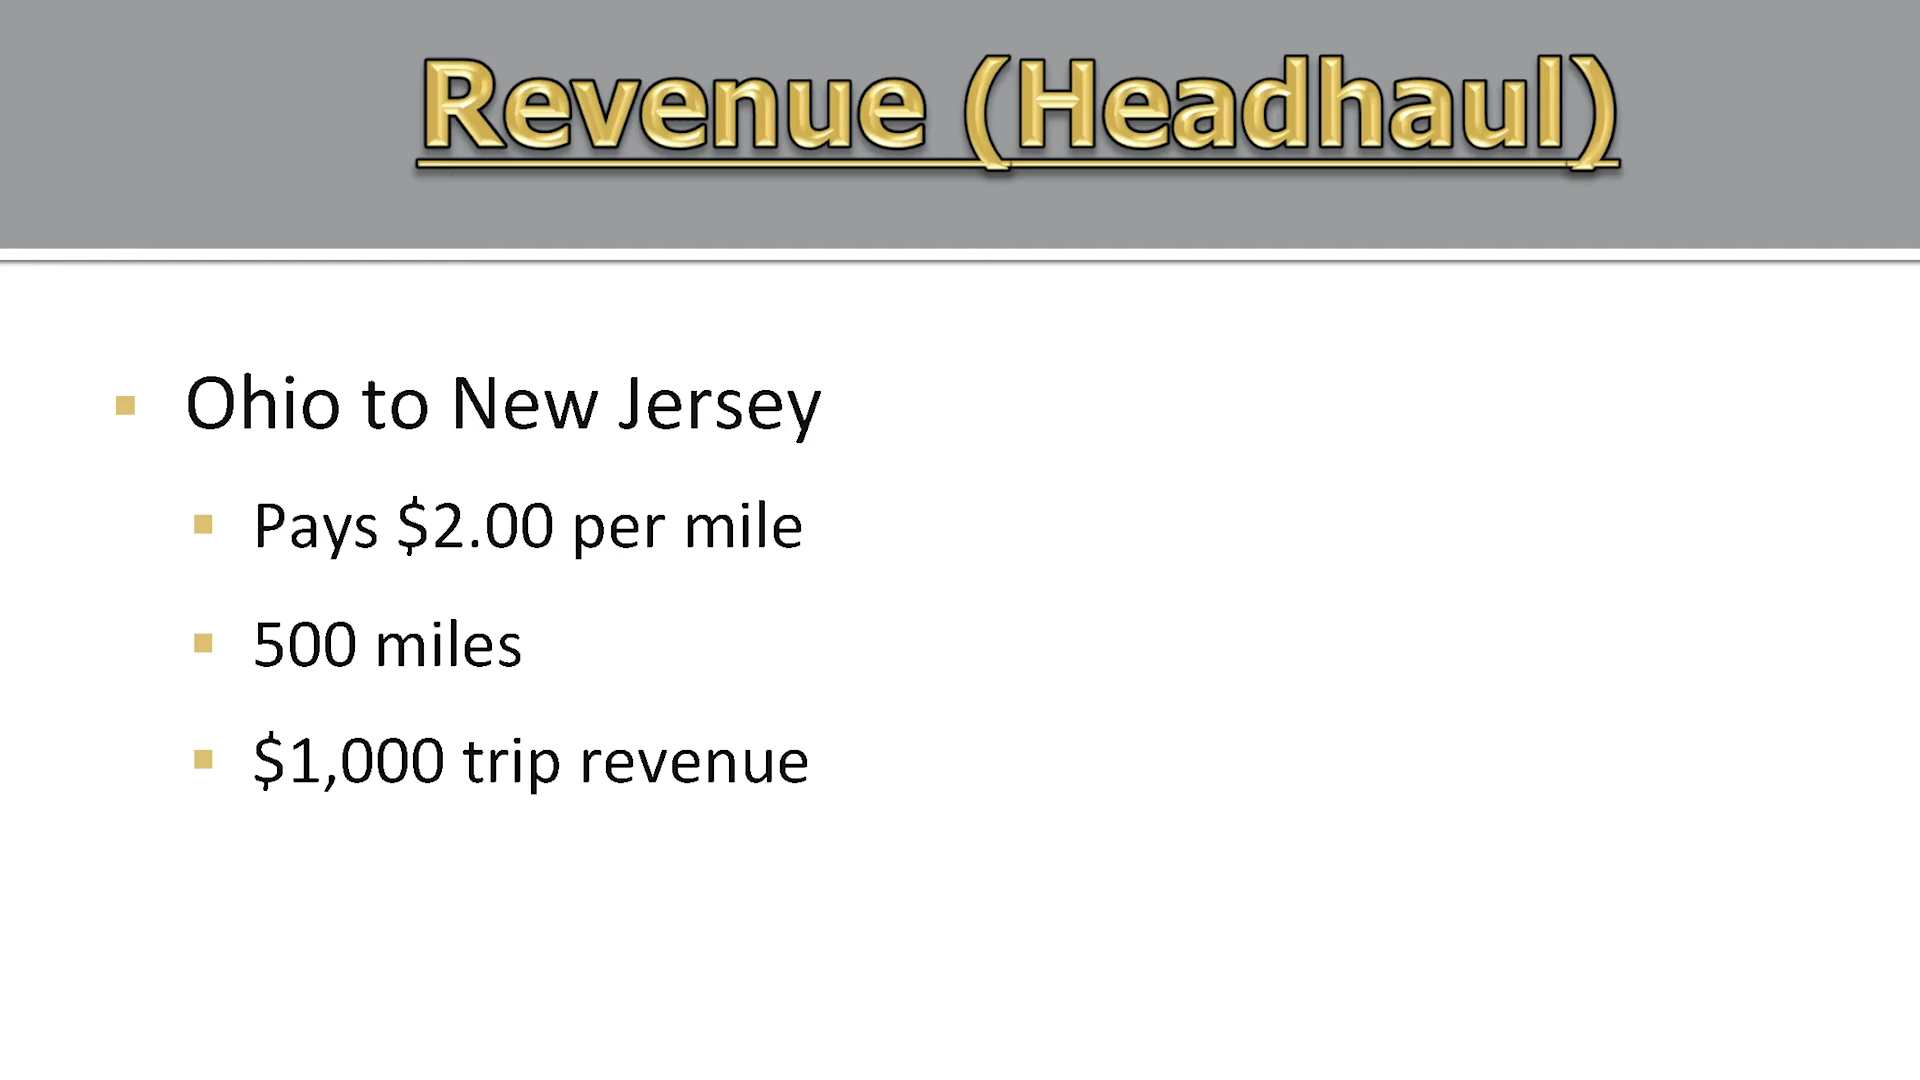 Revenue (Headhaul)
Ohio to New Jersey
Pays $2.00 per mile
500 miles
$1,000 trip revenue